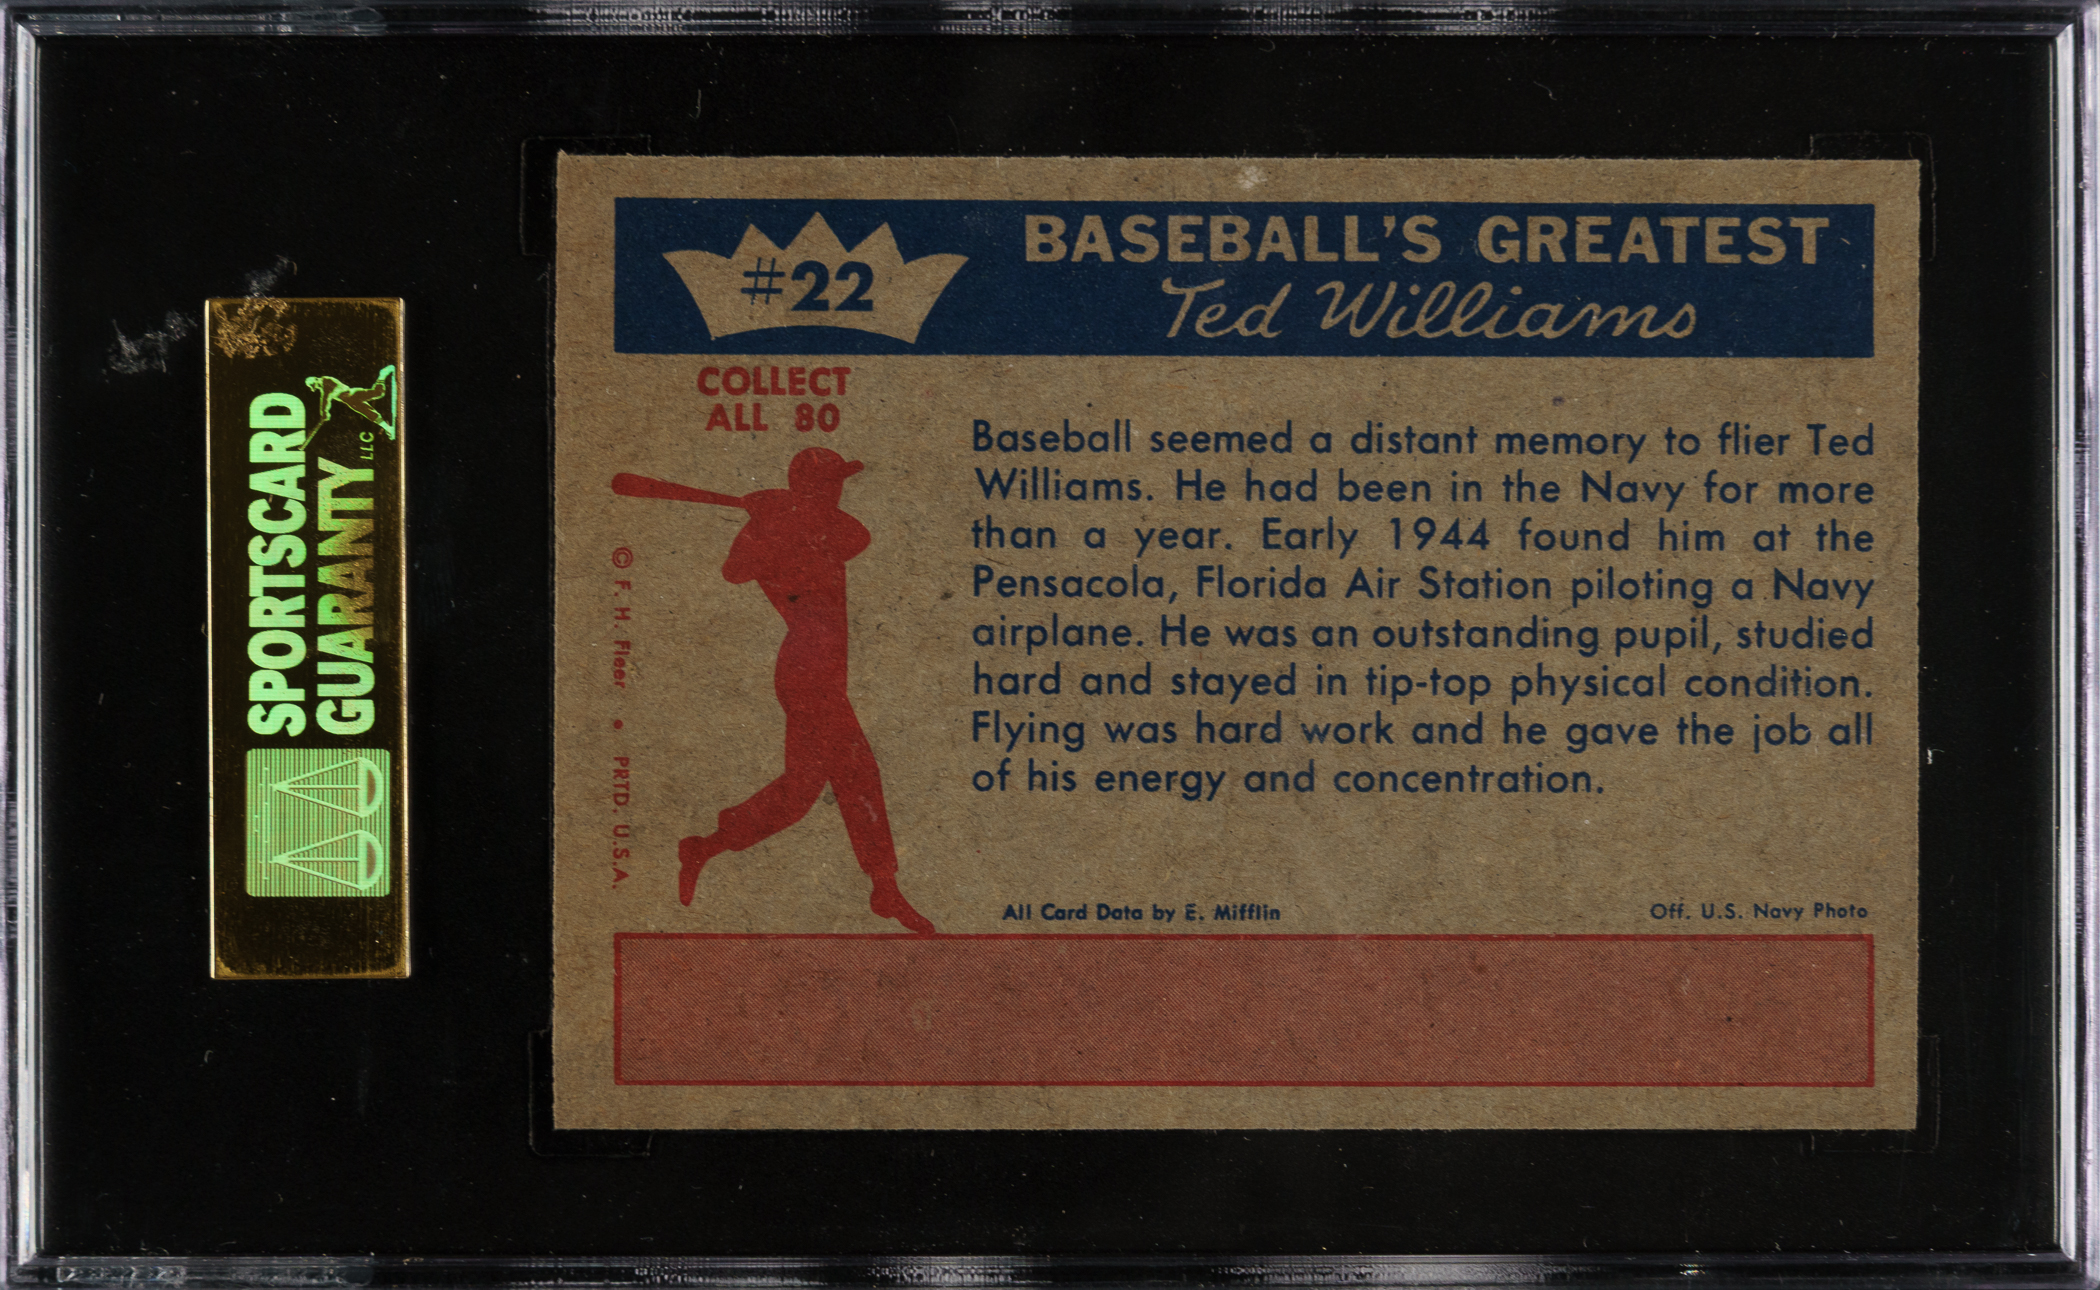 SPORTSCARD
GUARANTY LLC
#22
BASEBALL'S GREATEST
Ted Williams
COLLECT
ALL 80
© F. H. Fleer • PRTD. U.S.A.
Baseball seemed a distant memory to flier Ted
Williams. He had been in the Navy for more
than a year. Early 1944 found him at the
Pensacola, Florida Air Station piloting a Navy
airplane. He was an outstanding pupil, studied
hard and stayed in tip-top physical condition.
Flying was hard work and he gave the job all
of his energy and concentration.
All Card Data by E. Mifflin
Off. U.S. Navy Photo